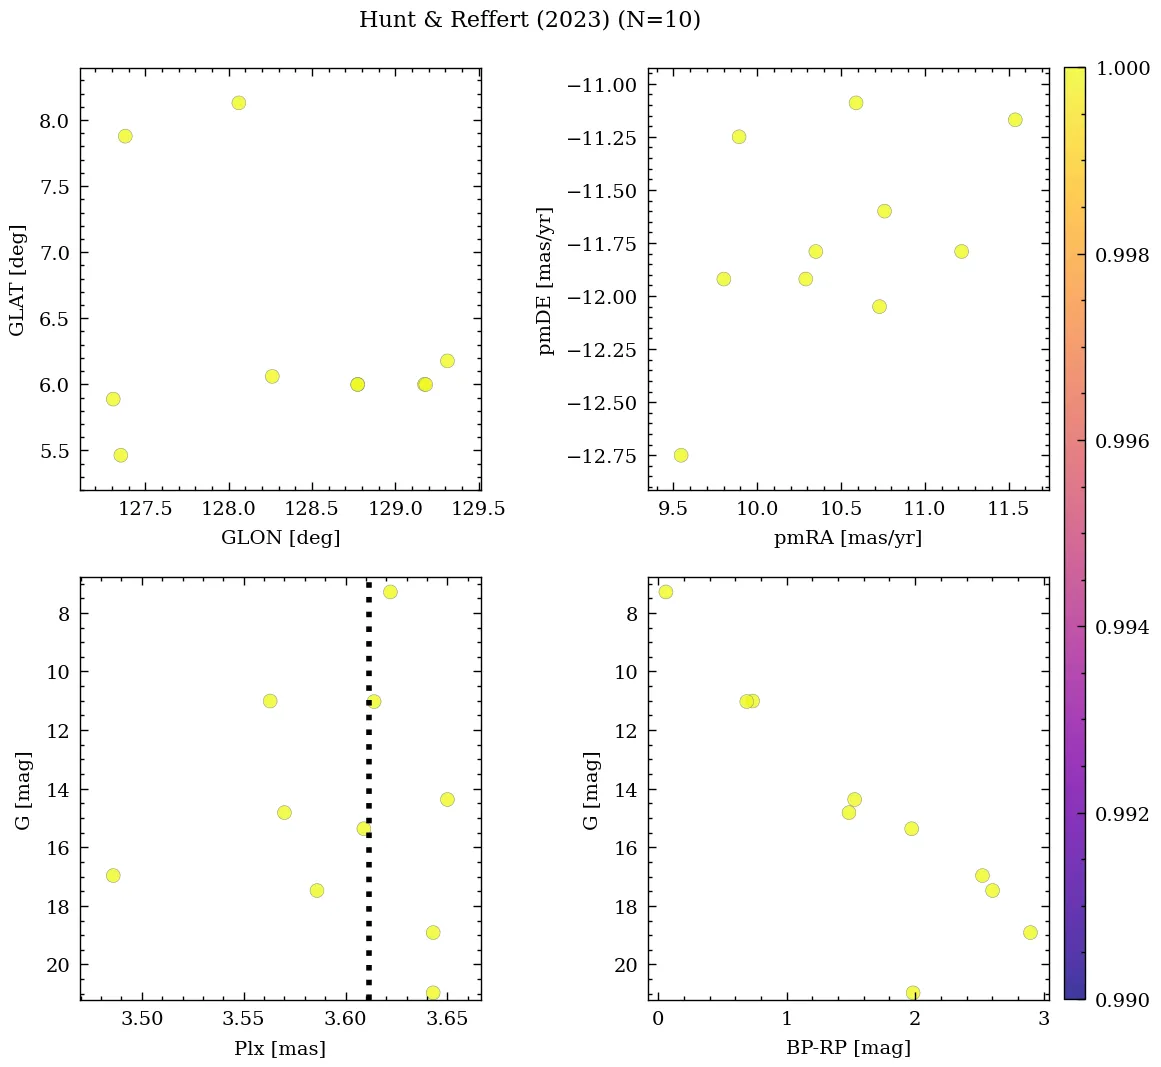 Hunt & Reffert (2023) (N=10)
8.0
7.5
7.0
6.5
6.0
5.5
GLAT [deg]
127.5 128.0 128.5 129.0 129.5
GLON [deg]
−11.00
−11.25
−11.50
−11.75
−12.00
−12.25
−12.50
−12.75
pmDE [mas/yr]
9.5 10.0 10.5 11.0 11.5
pmRA [mas/yr]
8
10
12
14
16
18
20
G [mag]
3.50 3.55 3.60 3.65
Plx [mas]
8
10
12
14
16
18
20
G [mag]
0 1 2 3
BP-RP [mag]
1.000
0.998
0.996
0.994
0.992
0.990